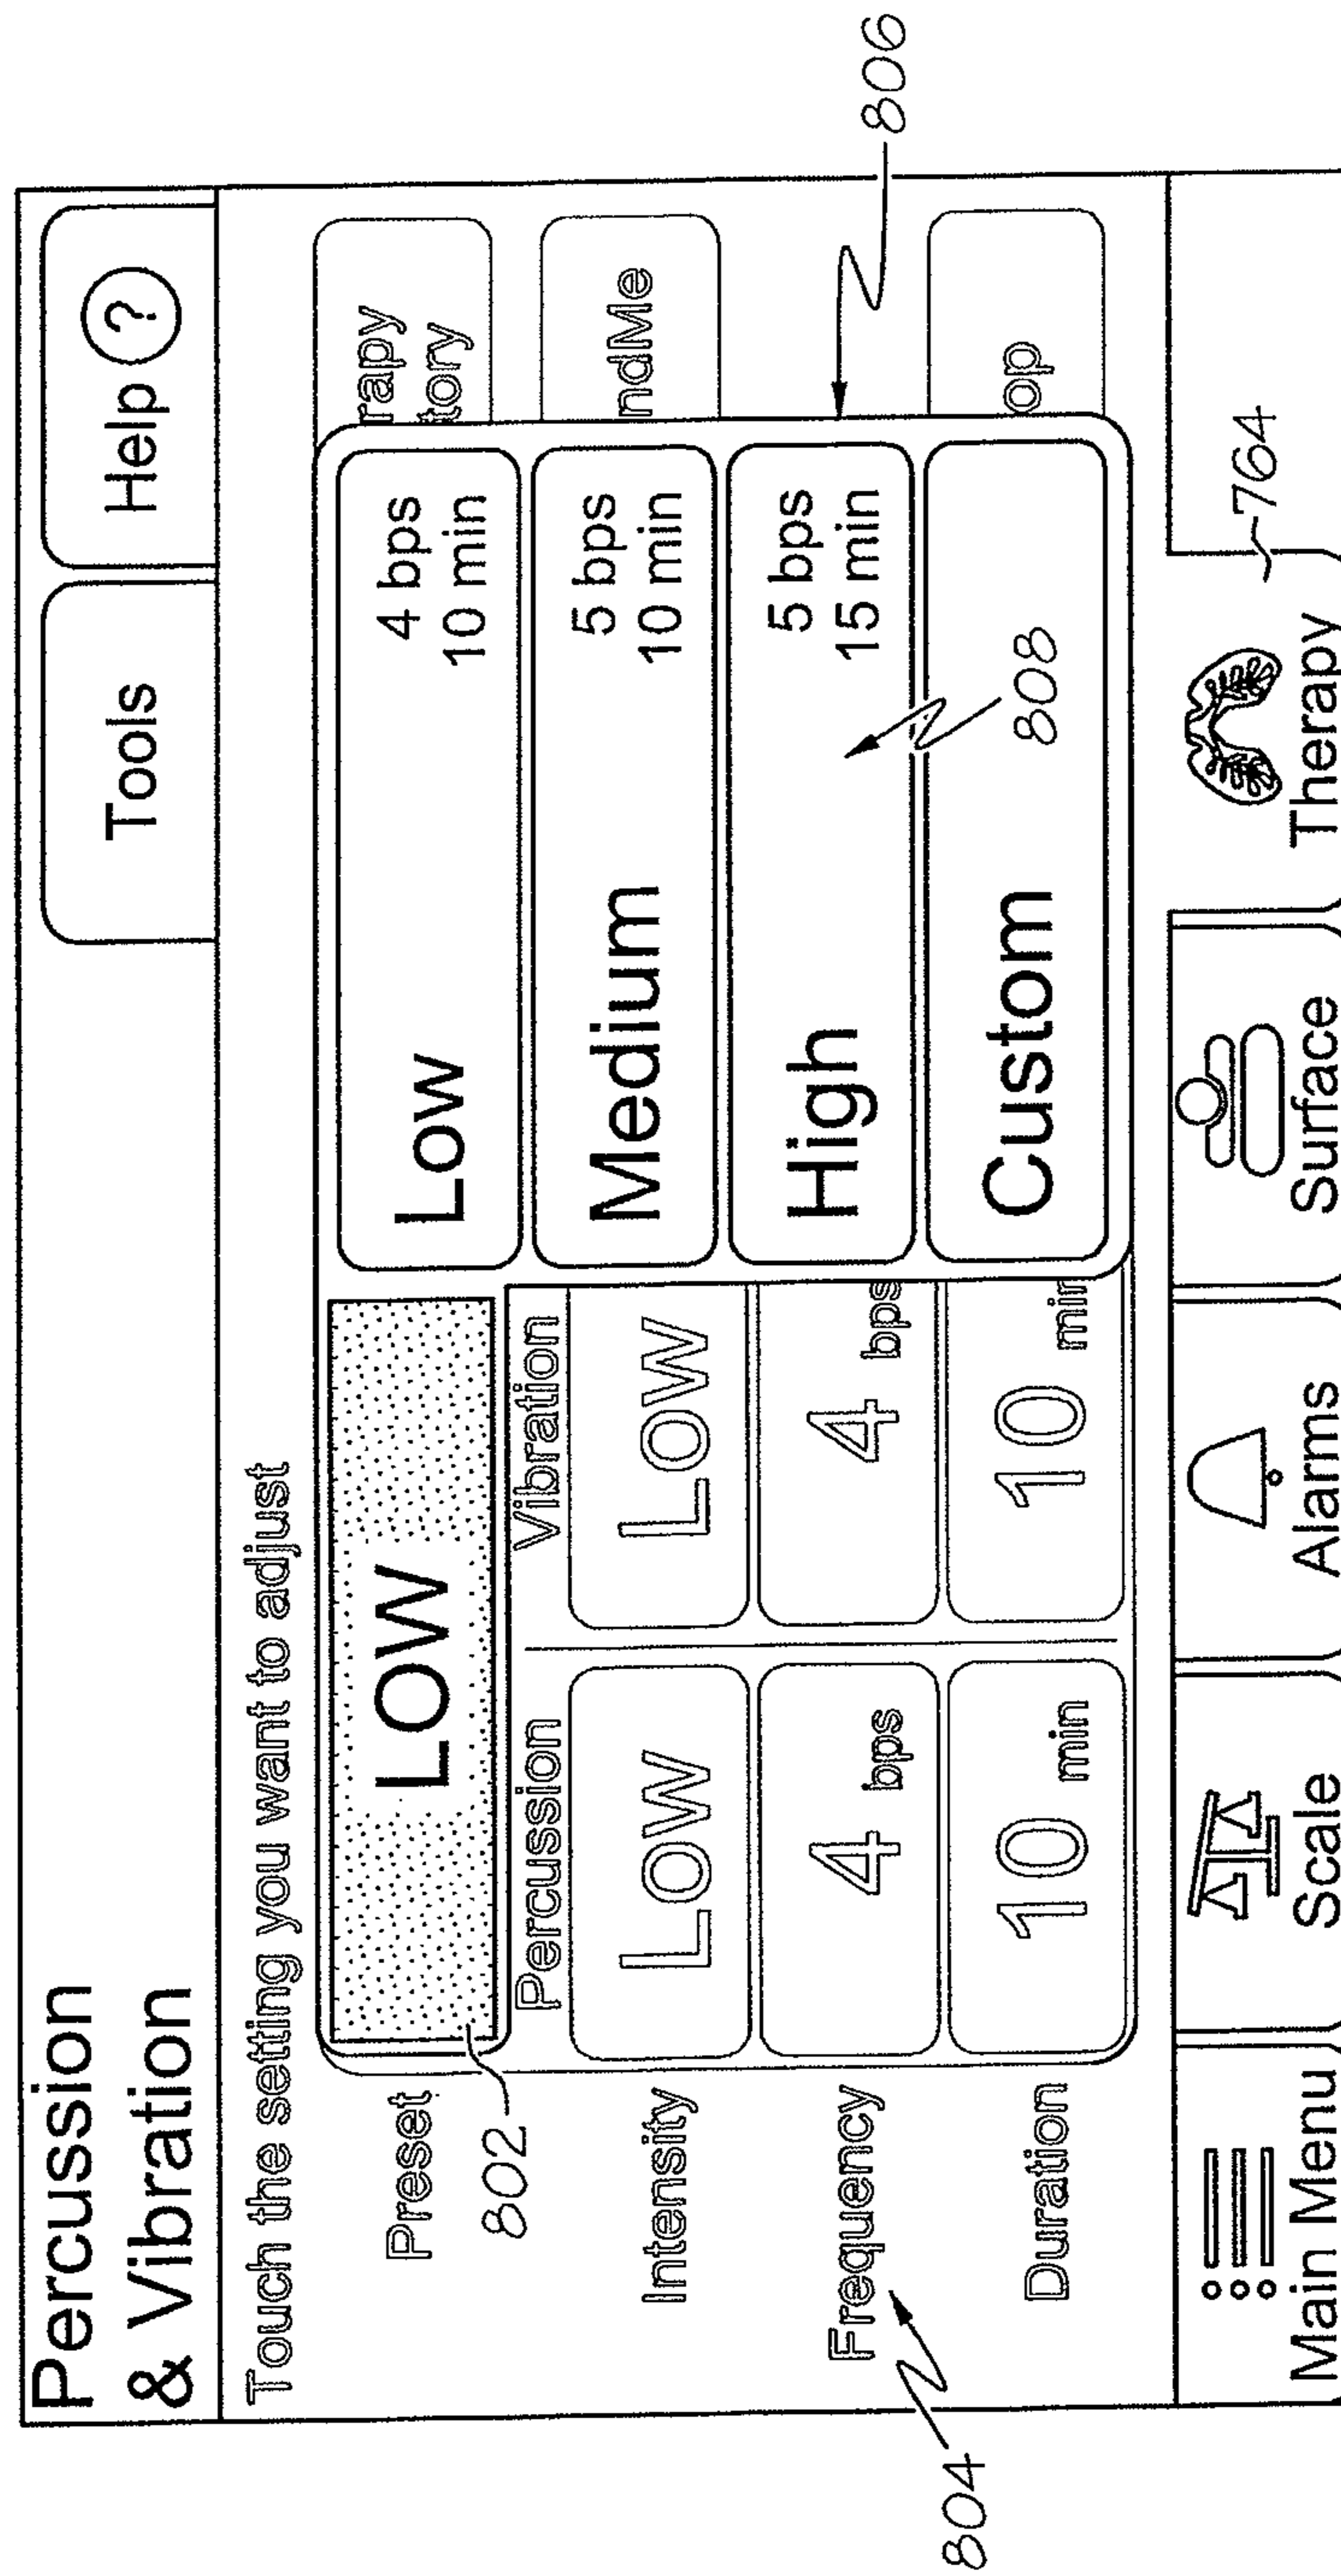 Percussion
& Vibration
Tools
Help ?
Touch the setting you want to adjust
Preset
LOW
802
Percussion
Vibration
Intensity
Low
Low
Frequency
4 bps
4 bps
Duration
10 min
10 min
804
Low
4 bps
10 min
Medium
5 bps
10 min
High
5 bps
15 min
808
Custom
rapy
tory
ndMe
op
806
764
Main Menu
Scale
Alarms
Surface
Therapy